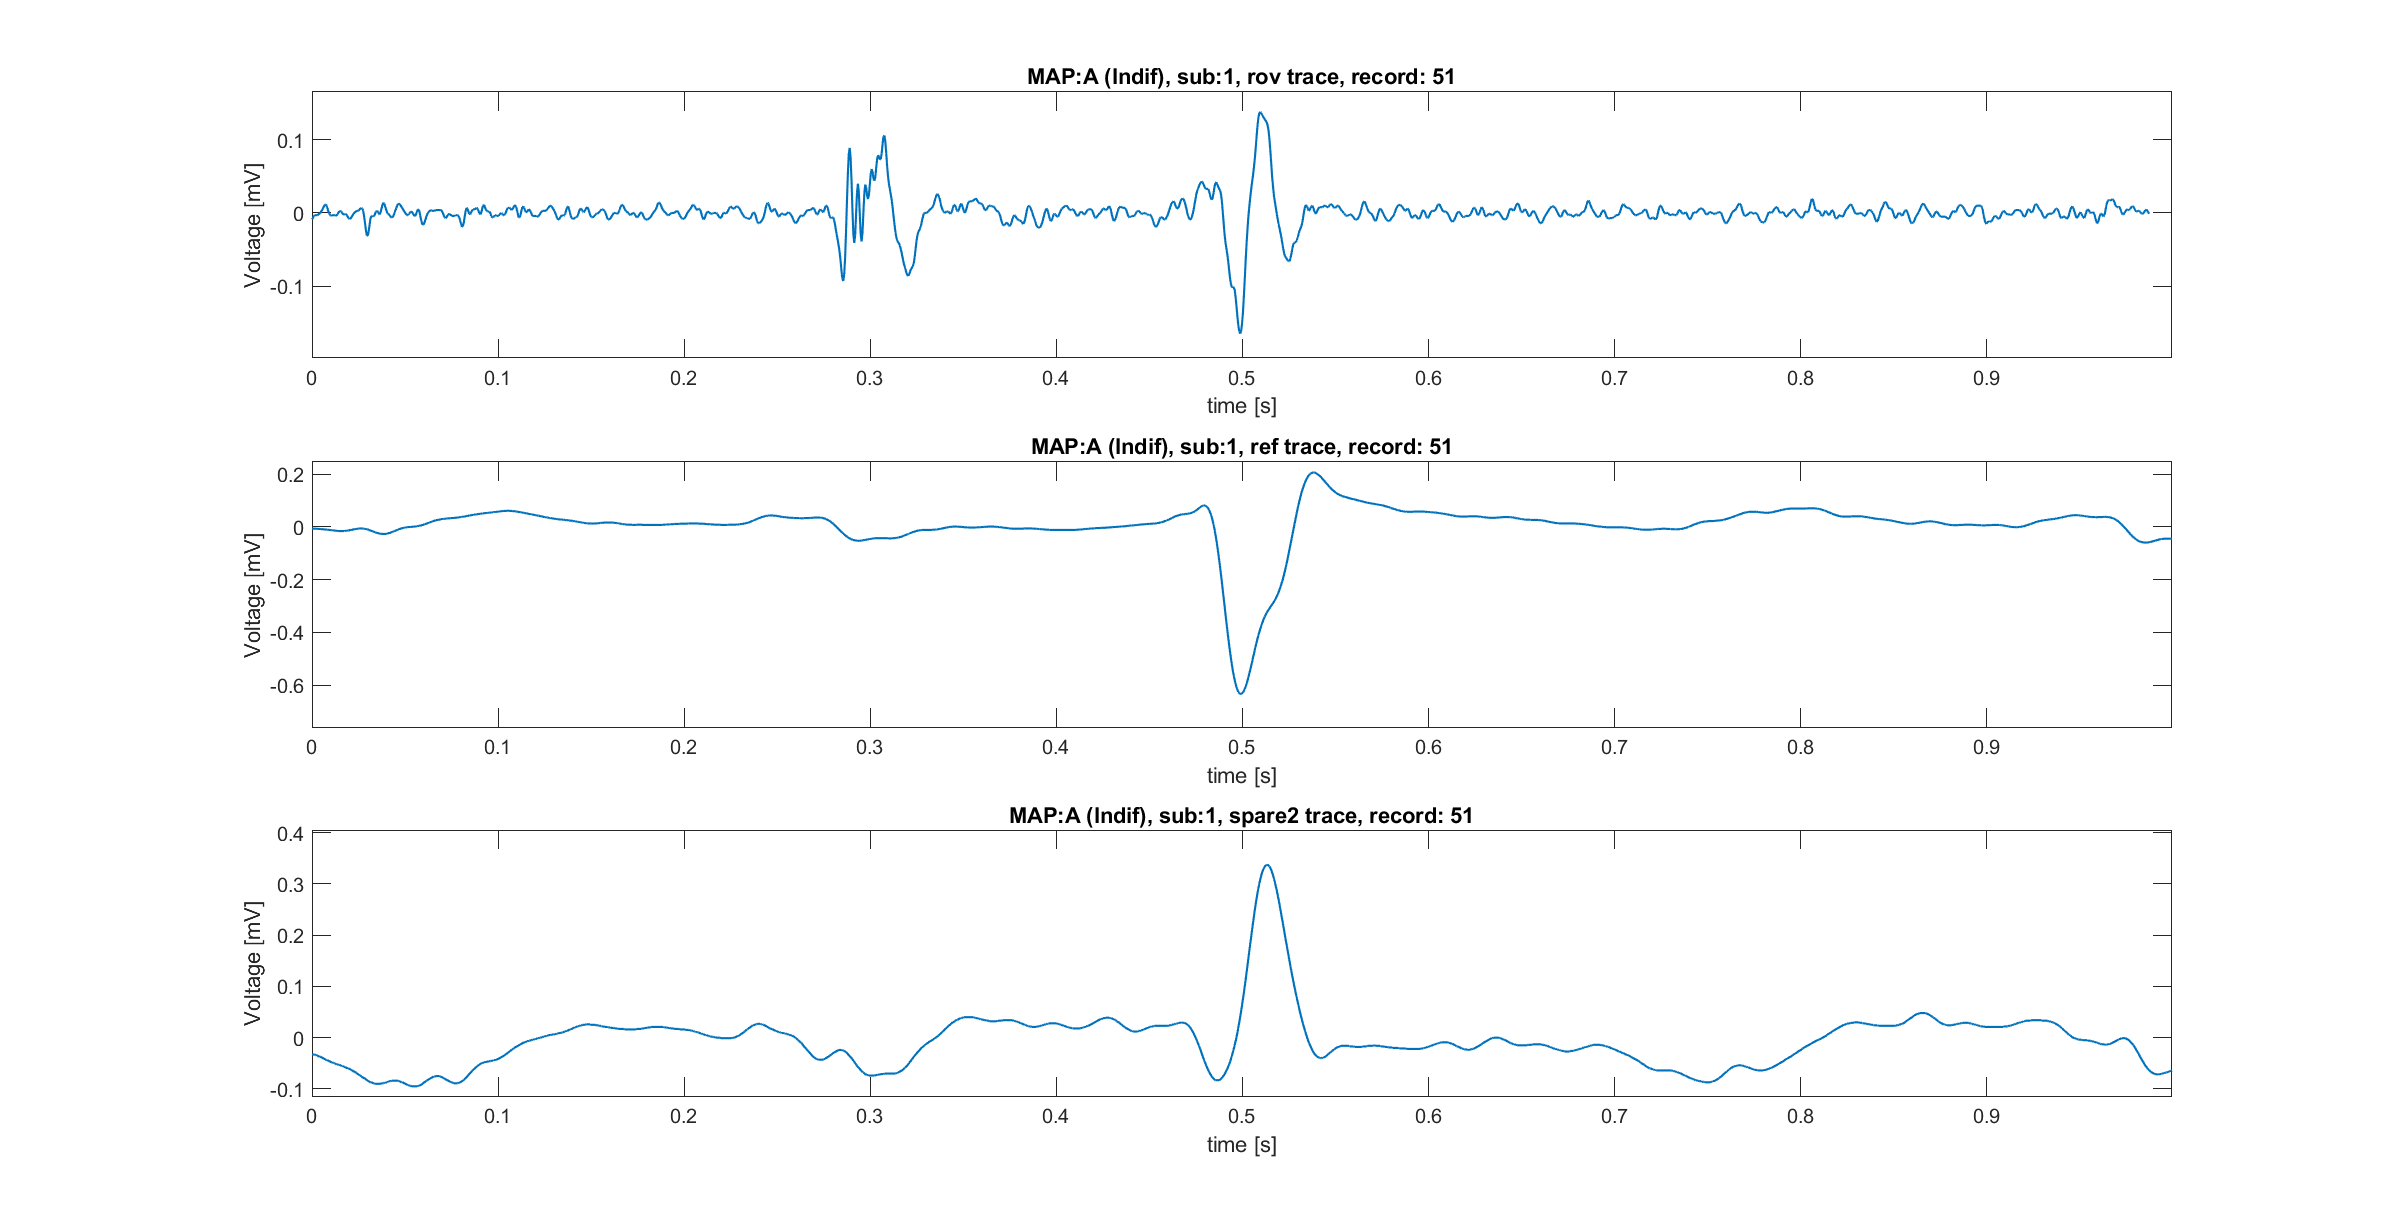 MAP:A (Indif), sub:1, rov trace, record: 51
Voltage [mV]
0.1
0
-0.1
0 0.1 0.2 0.3 0.4 0.5 0.6 0.7 0.8 0.9
time [s]
MAP:A (Indif), sub:1, ref trace, record: 51
Voltage [mV]
0.2
0
-0.2
-0.4
-0.6
0 0.1 0.2 0.3 0.4 0.5 0.6 0.7 0.8 0.9
time [s]
MAP:A (Indif), sub:1, spare2 trace, record: 51
Voltage [mV]
0.4
0.3
0.2
0.1
0
-0.1
0 0.1 0.2 0.3 0.4 0.5 0.6 0.7 0.8 0.9
time [s]